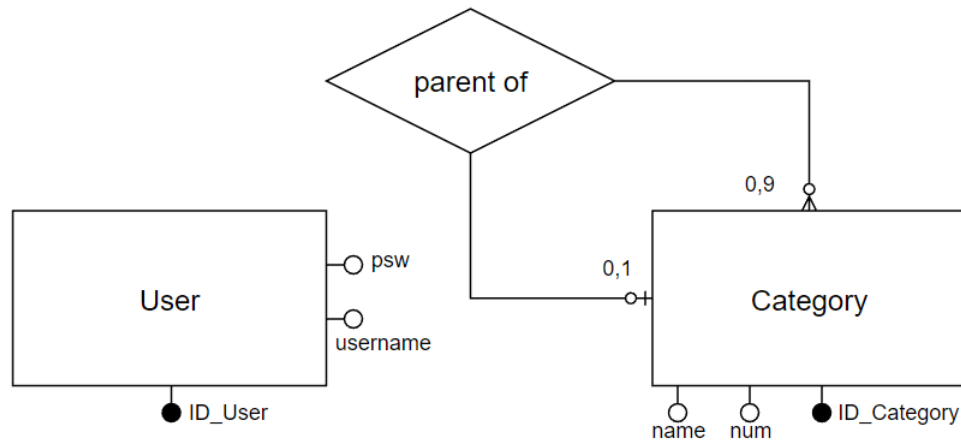 parent of
0,9
psw
0,1
User
Category
username
ID_User
ID_Category
name
num